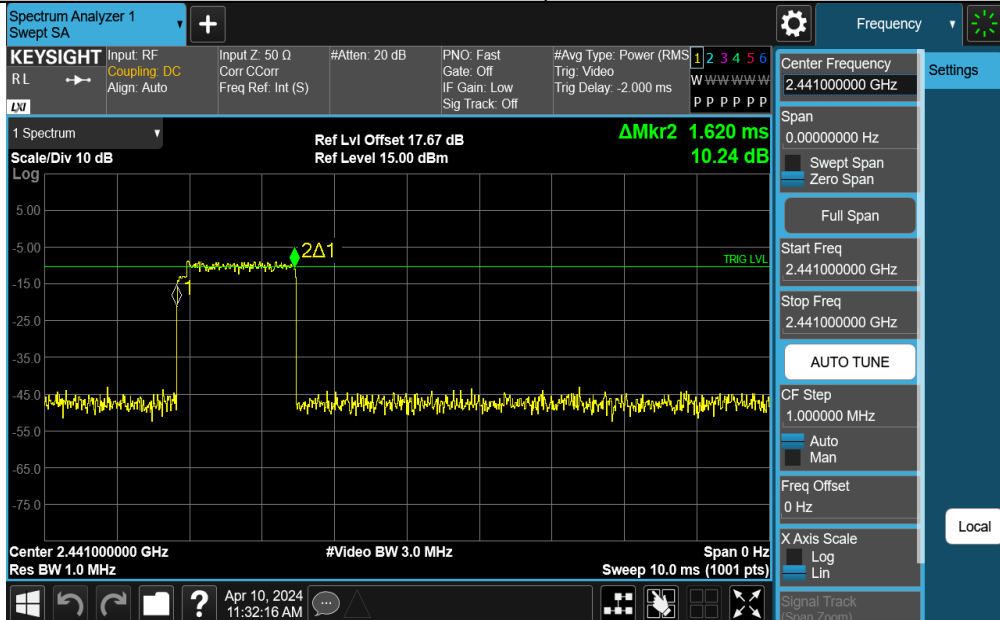 Spectrum Analyzer 1
Swept SA
+
Frequency
KEYSIGHT
RL
LXI
Input: RF
Coupling: DC
Align: Auto
Input Z: 50 Ω
Corr CCorr
Freq Ref: Int (S)
#Atten: 20 dB
PNO: Fast
Gate: Off
IF Gain: Low
Sig Track: Off
#Avg Type: Power (RMS
Trig: Video
Trig Delay: -2.000 ms
1 2 3 4 5 6
W W W W W W
P P P P P P
1 Spectrum
Scale/Div 10 dB
Log
Ref Lvl Offset 17.67 dB
Ref Level 15.00 dBm
ΔMkr2 1.620 ms
10.24 dB
5.00
-5.00
-15.0
-25.0
-35.0
-45.0
-55.0
-65.0
-75.0
2Δ1
1
TRIG LVL
Center 2.441000000 GHz
Res BW 1.0 MHz
#Video BW 3.0 MHz
Span 0 Hz
Sweep 10.0 ms (1001 pts)
Center Frequency
2.441000000 GHz
Span
0.00000000 Hz
Swept Span
Zero Span
Full Span
Start Freq
2.441000000 GHz
Stop Freq
2.441000000 GHz
AUTO TUNE
CF Step
1.000000 MHz
Auto
Man
Freq Offset
0 Hz
X Axis Scale
Log
Lin
Signal Track
(Span Zoom)
Settings
Local
?
Apr 10, 2024
11:32:16 AM